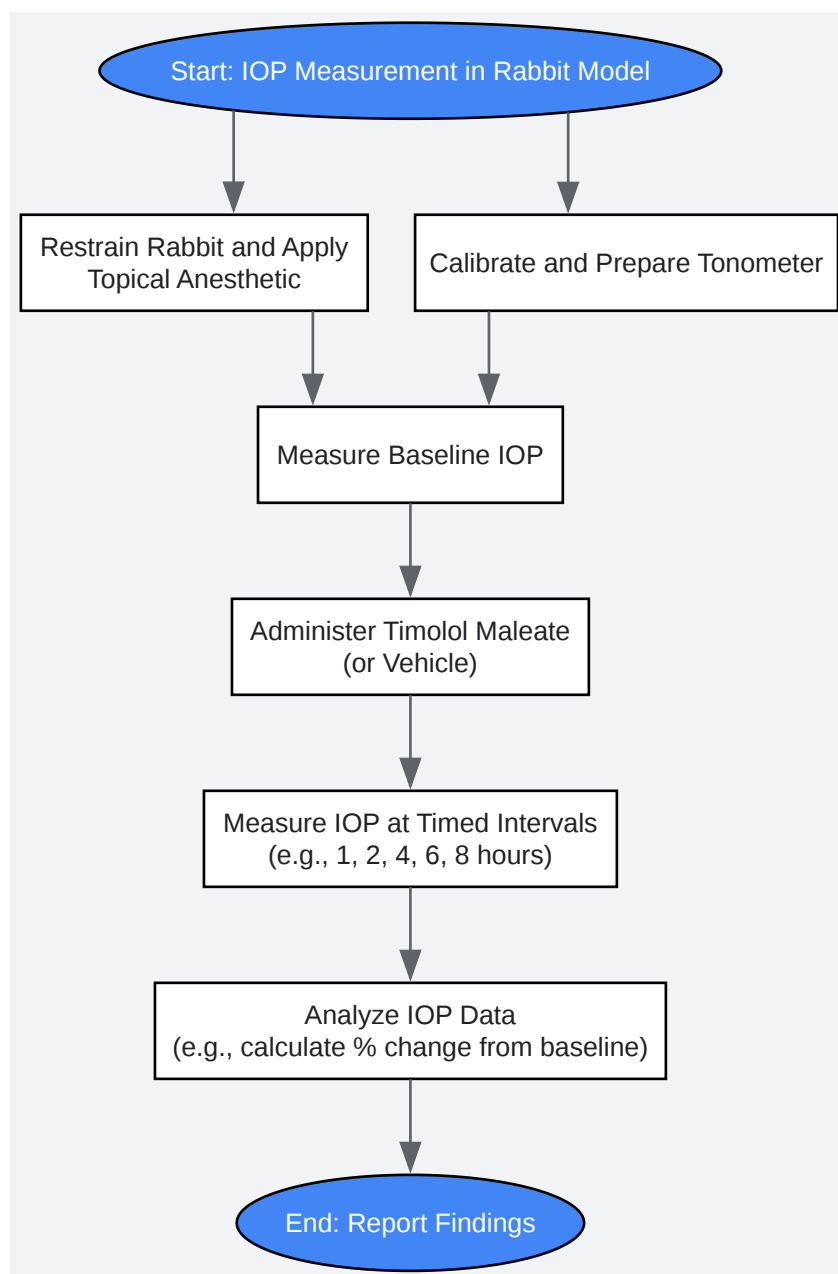 Start: IOP Measurement in Rabbit Model
Restrain Rabbit and Apply
Topical Anesthetic
Calibrate and Prepare Tonometer
Measure Baseline IOP
Administer Timolol Maleate
(or Vehicle)
Measure IOP at Timed Intervals
(e.g., 1, 2, 4, 6, 8 hours)
Analyze IOP Data
(e.g., calculate % change from baseline)
End: Report Findings